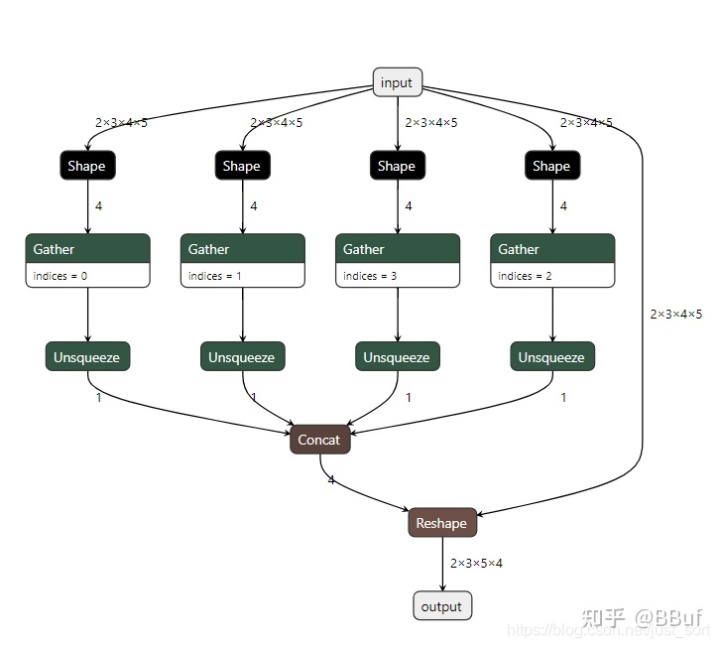 input
2×3×4×5
2×3×4×5
2×3×4×5
2×3×4×5
Shape
Shape
Shape
Shape
4
4
4
4
Gather
Gather
Gather
Gather
indices = 0
indices = 1
indices = 3
indices = 2
2×3×4×5
Unsqueeze
Unsqueeze
Unsqueeze
Unsqueeze
1
1
1
1
Concat
4
Reshape
2×3×5×4
output
知乎 @BBuf
https://blog.csdn.net/just_sort